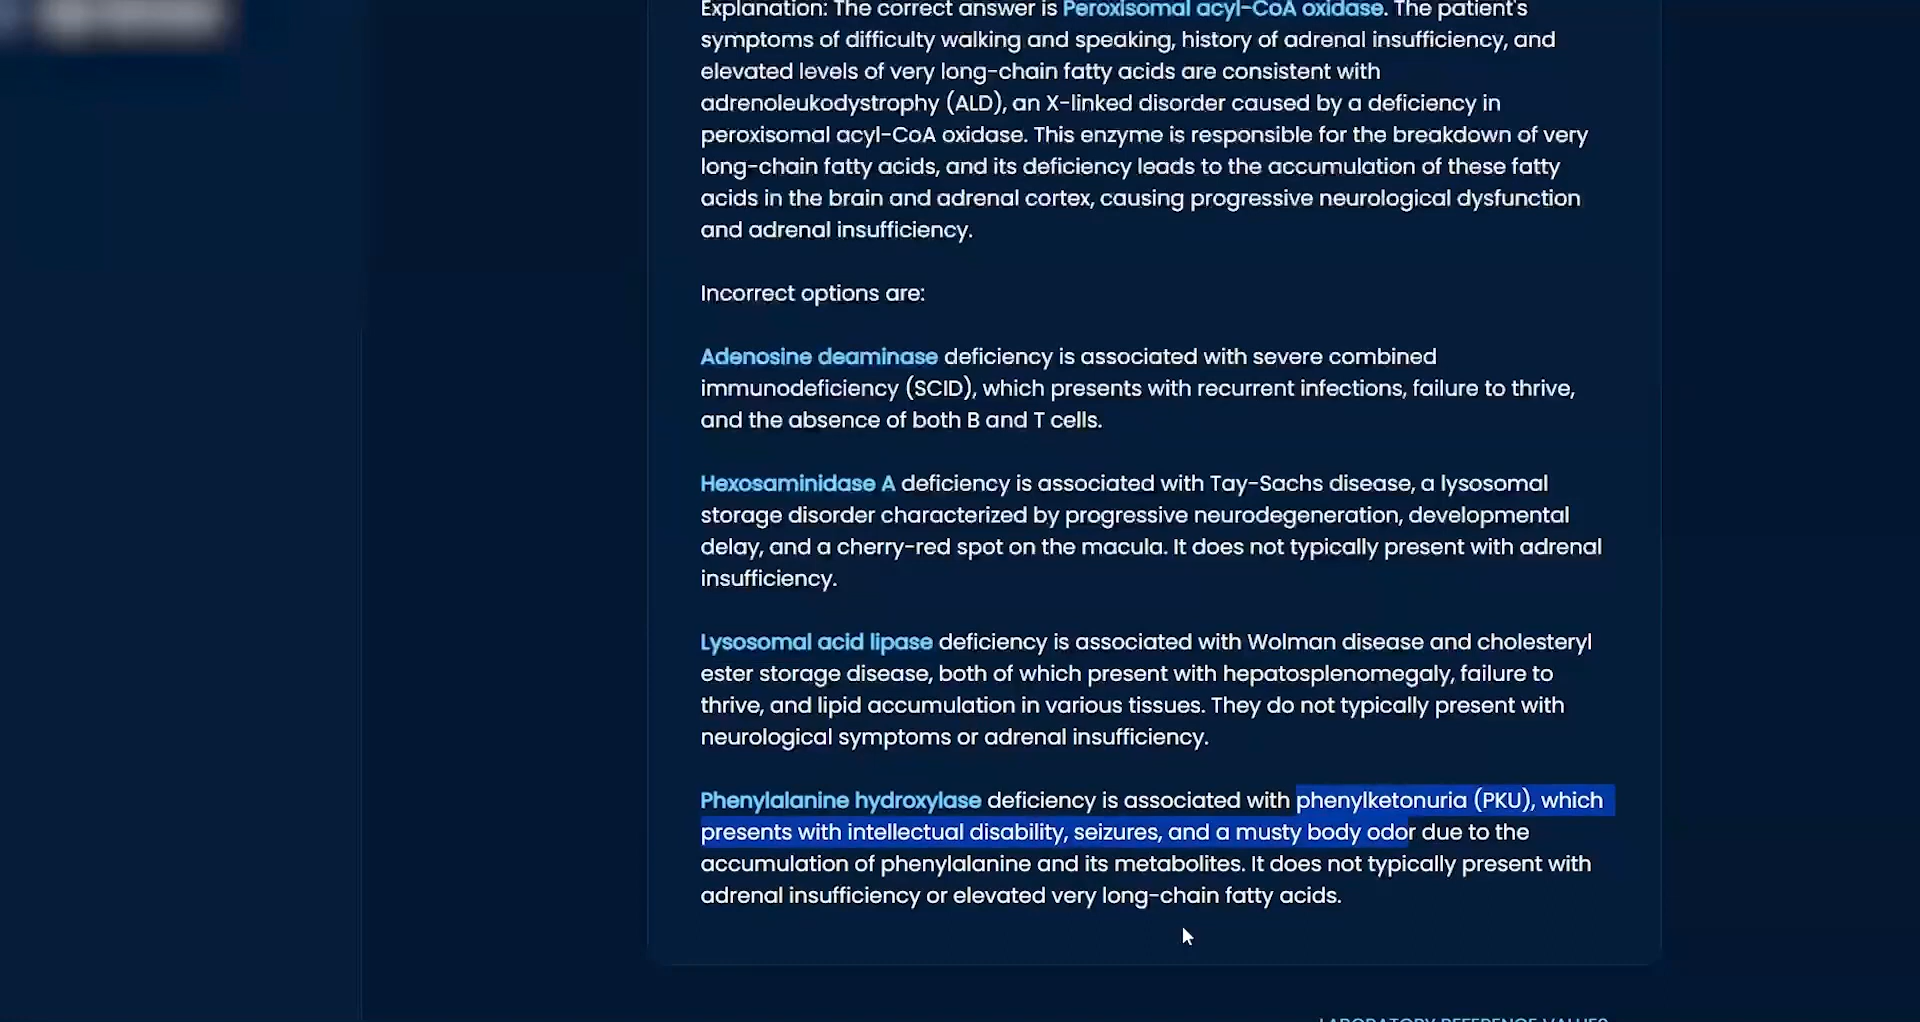 Explanation: The correct answer is Peroxisomal acyl-CoA oxidase. The patient's
symptoms of difficulty walking and speaking, history of adrenal insufficiency, and
elevated levels of very long-chain fatty acids are consistent with
adrenoleukodystrophy (ALD), an X-linked disorder caused by a deficiency in
peroxisomal acyl-CoA oxidase. This enzyme is responsible for the breakdown of very
long-chain fatty acids, and its deficiency leads to the accumulation of these fatty
acids in the brain and adrenal cortex, causing progressive neurological dysfunction
and adrenal insufficiency.
Incorrect options are:
Adenosine deaminase deficiency is associated with severe combined
immunodeficiency (SCID), which presents with recurrent infections, failure to thrive,
and the absence of both B and T cells.
Hexosaminidase A deficiency is associated with Tay-Sachs disease, a lysosomal
storage disorder characterized by progressive neurodegeneration, developmental
delay, and a cherry-red spot on the macula. It does not typically present with adrenal
insufficiency.
Lysosomal acid lipase deficiency is associated with Wolman disease and cholesteryl
ester storage disease, both of which present with hepatosplenomegaly, failure to
thrive, and lipid accumulation in various tissues. They do not typically present with
neurological symptoms or adrenal insufficiency.
Phenylalanine hydroxylase deficiency is associated with phenylketonuria (PKU), which
presents with intellectual disability, seizures, and a musty body odor due to the
accumulation of phenylalanine and its metabolites. It does not typically present with
adrenal insufficiency or elevated very long-chain fatty acids.
LABORATORY REFERENCE VALUES